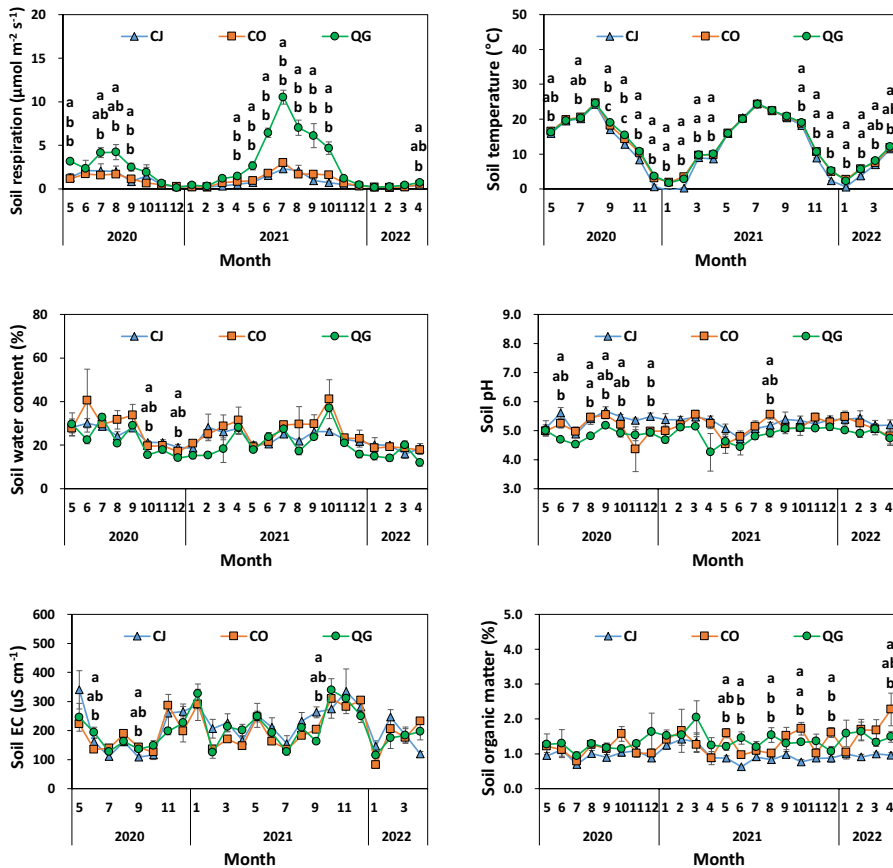 Soil respiration (µmol m⁻² s⁻¹)
20
15
10
5
0
CJ CO QG
a b b
a ab b
a ab b
a b b
a b b
a b b
a b b
a b b
a b b
a b b
a b b
a ab b
5 6 7 8 9 10 11 12 1 2 3 4 5 6 7 8 9 10 11 12 1 2 3 4
2020 2021 2022
Month
Soil temperature (°C)
50
40
30
20
10
0
CJ CO QG
5 7 9 11 1 3 5 7 9 11 1 3
2020 2021 2022
Month
Soil water content (%)
80
60
40
20
0
CJ CO QG
a ab b
a ab b
5 6 7 8 9 10 11 12 1 2 3 4 5 6 7 8 9 10 11 12 1 2 3 4
2020 2021 2022
Month
Soil pH
9.0
8.0
7.0
6.0
5.0
4.0
3.0
CJ CO QG
a ab b
a a b
a ab b
a ab b
a b b
a ab b
5 6 7 8 9 10 11 12 1 2 3 4 5 6 7 8 9 10 11 12 1 2 3 4
2020 2021 2022
Month
Soil EC (uS cm⁻¹)
600
500
400
300
200
100
0
CJ CO QG
a ab b
a ab b
a ab b
5 7 9 11 1 3 5 7 9 11 1 3
2020 2021 2022
Month
Soil organic matter (%)
5.0
4.0
3.0
2.0
1.0
0.0
CJ CO QG
a ab b
a b b
a b b
a a b
a b b
a ab b
5 6 7 8 9 10 11 12 1 2 3 4 5 6 7 8 9 10 11 12 1 2 3 4
2020 2021 2022
Month